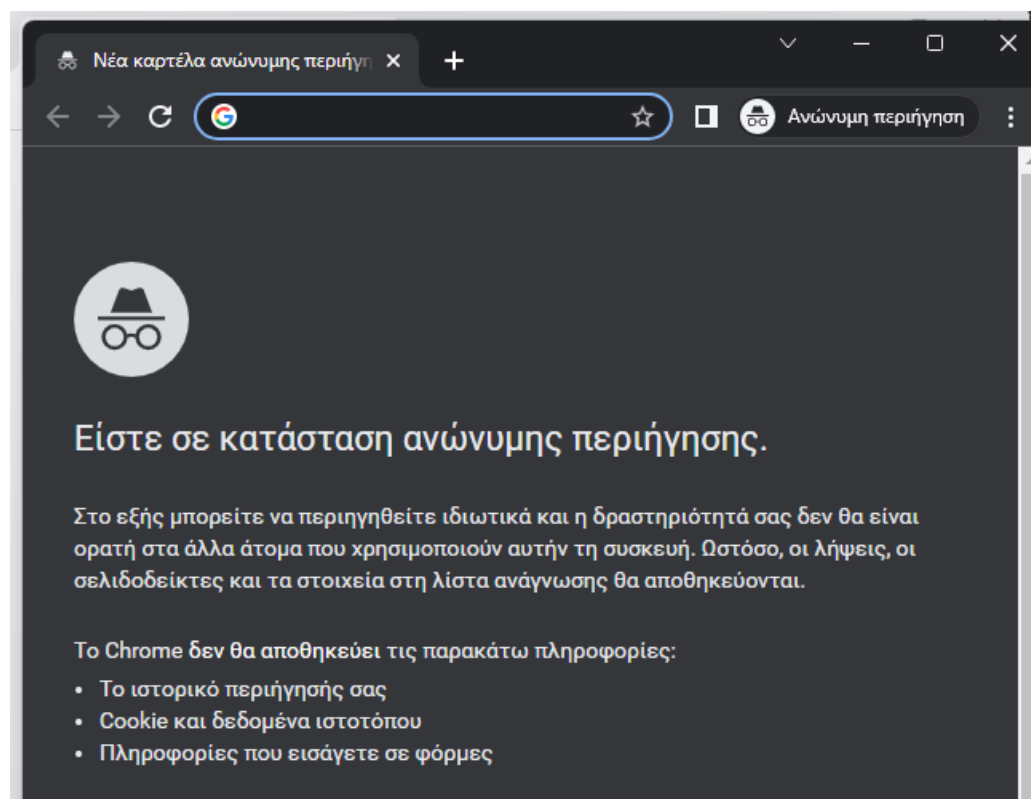 Νέα καρτέλα ανώνυμης περιήγη
Ανώνυμη περιήγηση
Είστε σε κατάσταση ανώνυμης περιήγησης.
Στο εξής μπορείτε να περιηγηθείτε ιδιωτικά και η δραστηριότητά σας δεν θα είναι
ορατή στα άλλα άτομα που χρησιμοποιούν αυτήν τη συσκευή. Ωστόσο, οι λήψεις, οι
σελιδοδείκτες και τα στοιχεία στη λίστα ανάγνωσης θα αποθηκεύονται.
Το Chrome δεν θα αποθηκεύει τις παρακάτω πληροφορίες:
• Το ιστορικό περιήγησής σας
• Cookie και δεδομένα ιστοτόπου
• Πληροφορίες που εισάγετε σε φόρμες